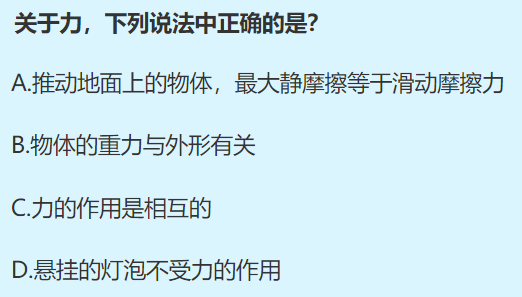 关于力，下列说法中正确的是？
A.推动地面上的物体，最大静摩擦等于滑动摩擦力
B.物体的重力与外形有关
C.力的作用是相互的
D.悬挂的灯泡不受力的作用